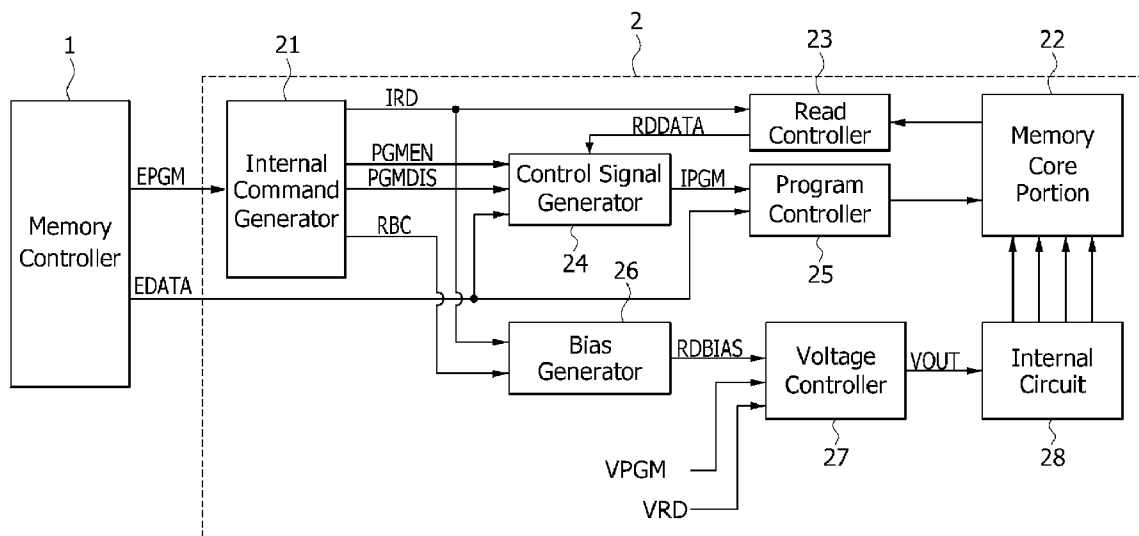 1
21
2
23
22
IRD
Read
Controller
RDDATA
Memory
Core
Portion
Internal
Command
Generator
PGMEN
PGMDIS
Control Signal
Generator
IPGM
Program
Controller
EPGM
Memory
Controller
RBC
24
25
EDATA
26
Bias
Generator
RDBIAS
Voltage
Controller
VOUT
Internal
Circuit
27
28
VPGM
VRD